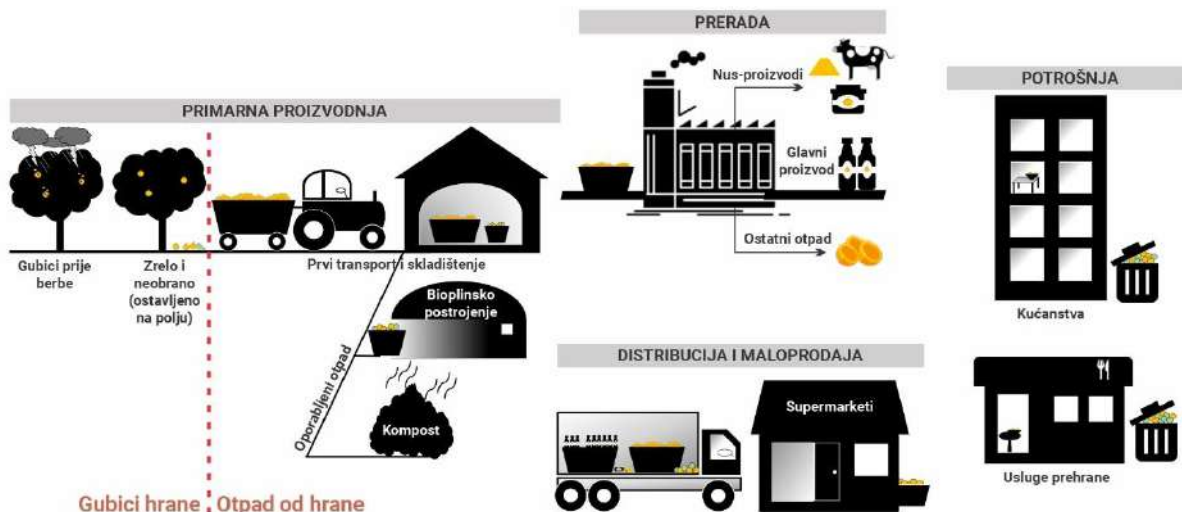 PRIMARNA PROIZVODNJA
Gubici prije
berbe
Zrelo i
neobrano
(ostavljeno
na polju)
Prvi transport i skladištenje
Bioplinsko
postrojenje
Oporabljeni otpad
Kompost
Gubici hrane
Otpad od hrane
PRERADA
Nus-proizvodi
Glavni
proizvod
Ostatni otpad
DISTRIBUCIJA I MALOPRODAJA
Supermarketi
POTROŠNJA
Kućanstva
Usluge prehrane